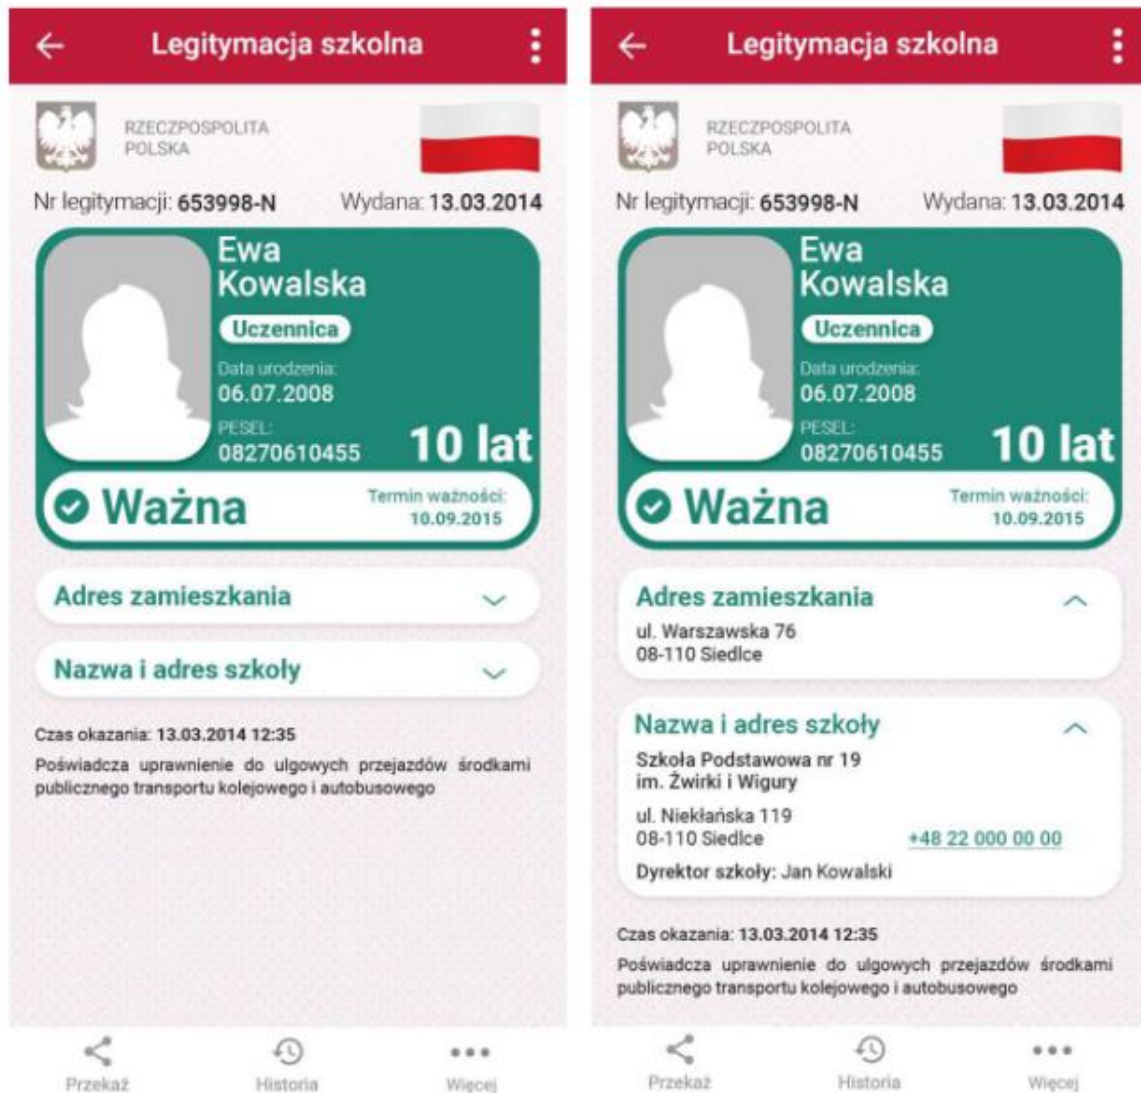 Legitymacja szkolna
RZECZPOSPOLITA
POLSKA
Nr legitymacji: 653998-N Wydana: 13.03.2014
Ewa
Kowalska
Uczennica
Data urodzenia:
06.07.2008
PESEL:
08270610455
10 lat
Ważna
Termin ważności:
10.09.2015
Adres zamieszkania
Nazwa i adres szkoły
Czas okazania: 13.03.2014 12:35
Poświadcza uprawnienie do ulgowych przejazdów środkami
publicznego transportu kolejowego i autobusowego
Przekaż Historia Więcej
Legitymacja szkolna
RZECZPOSPOLITA
POLSKA
Nr legitymacji: 653998-N Wydana: 13.03.2014
Ewa
Kowalska
Uczennica
Data urodzenia:
06.07.2008
PESEL:
08270610455
10 lat
Ważna
Termin ważności:
10.09.2015
Adres zamieszkania
ul. Warszawska 76
08-110 Siedlce
Nazwa i adres szkoły
Szkoła Podstawowa nr 19
im. Żwirki i Wigury
ul. Niekłańska 119
08-110 Siedlce +48 22 000 00 00
Dyrektor szkoły: Jan Kowalski
Czas okazania: 13.03.2014 12:35
Poświadcza uprawnienie do ulgowych przejazdów środkami
publicznego transportu kolejowego i autobusowego
Przekaż Historia Więcej